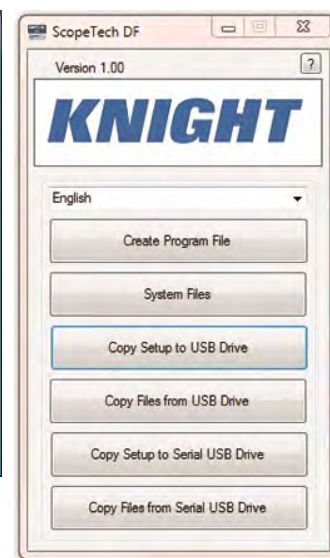 ScopeTech DF
Version 1.00
?
KNIGHT
English
Create Program File
System Files
Copy Setup to USB Drive
Copy Files from USB Drive
Copy Setup to Serial USB Drive
Copy Files from Serial USB Drive